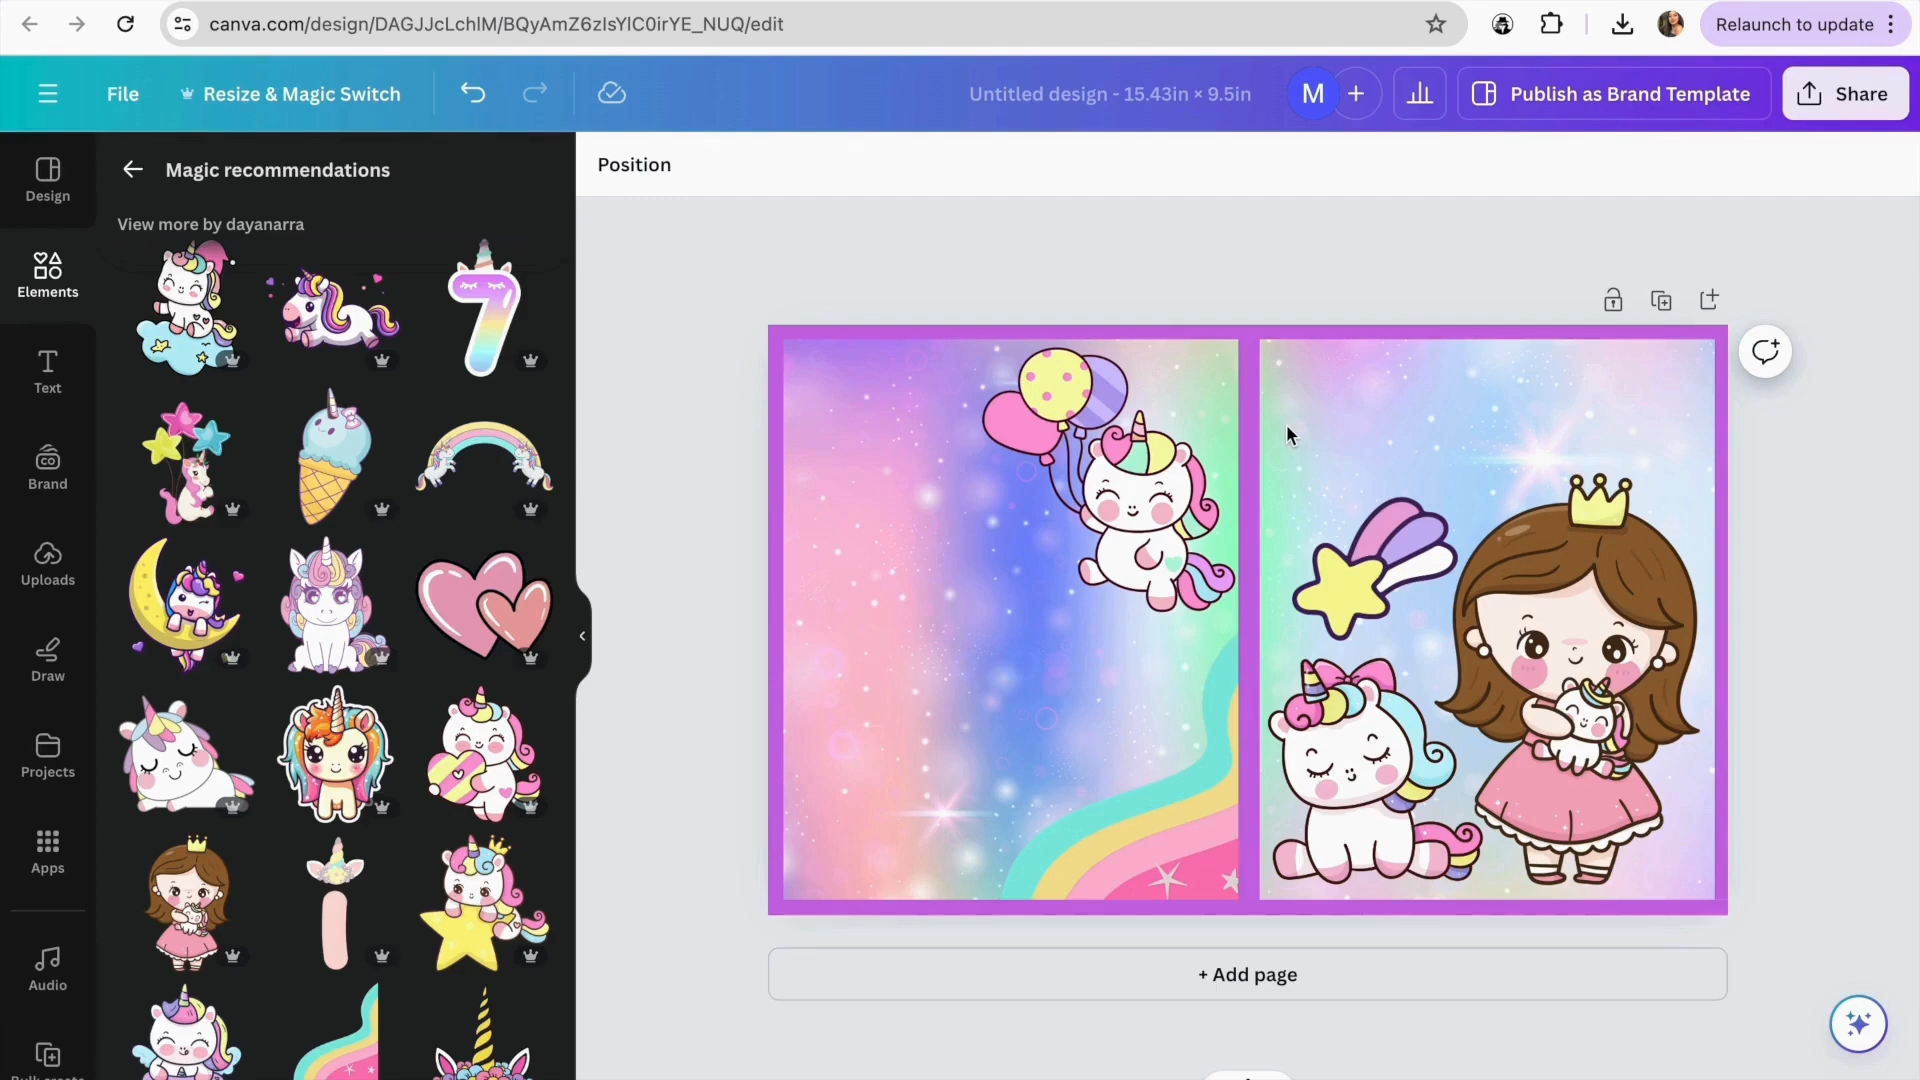 canva.com/design/DAGJJcLchlM/BQyAmZ6zIsYlC0irYE_NUQ/edit
Relaunch to update
File
Resize & Magic Switch
Untitled design - 15.43in × 9.5in
M
Publish as Brand Template
Share
Design
Elements
Text
Brand
Uploads
Draw
Projects
Apps
Audio
Magic recommendations
View more by dayanarra
Position
7
+ Add page